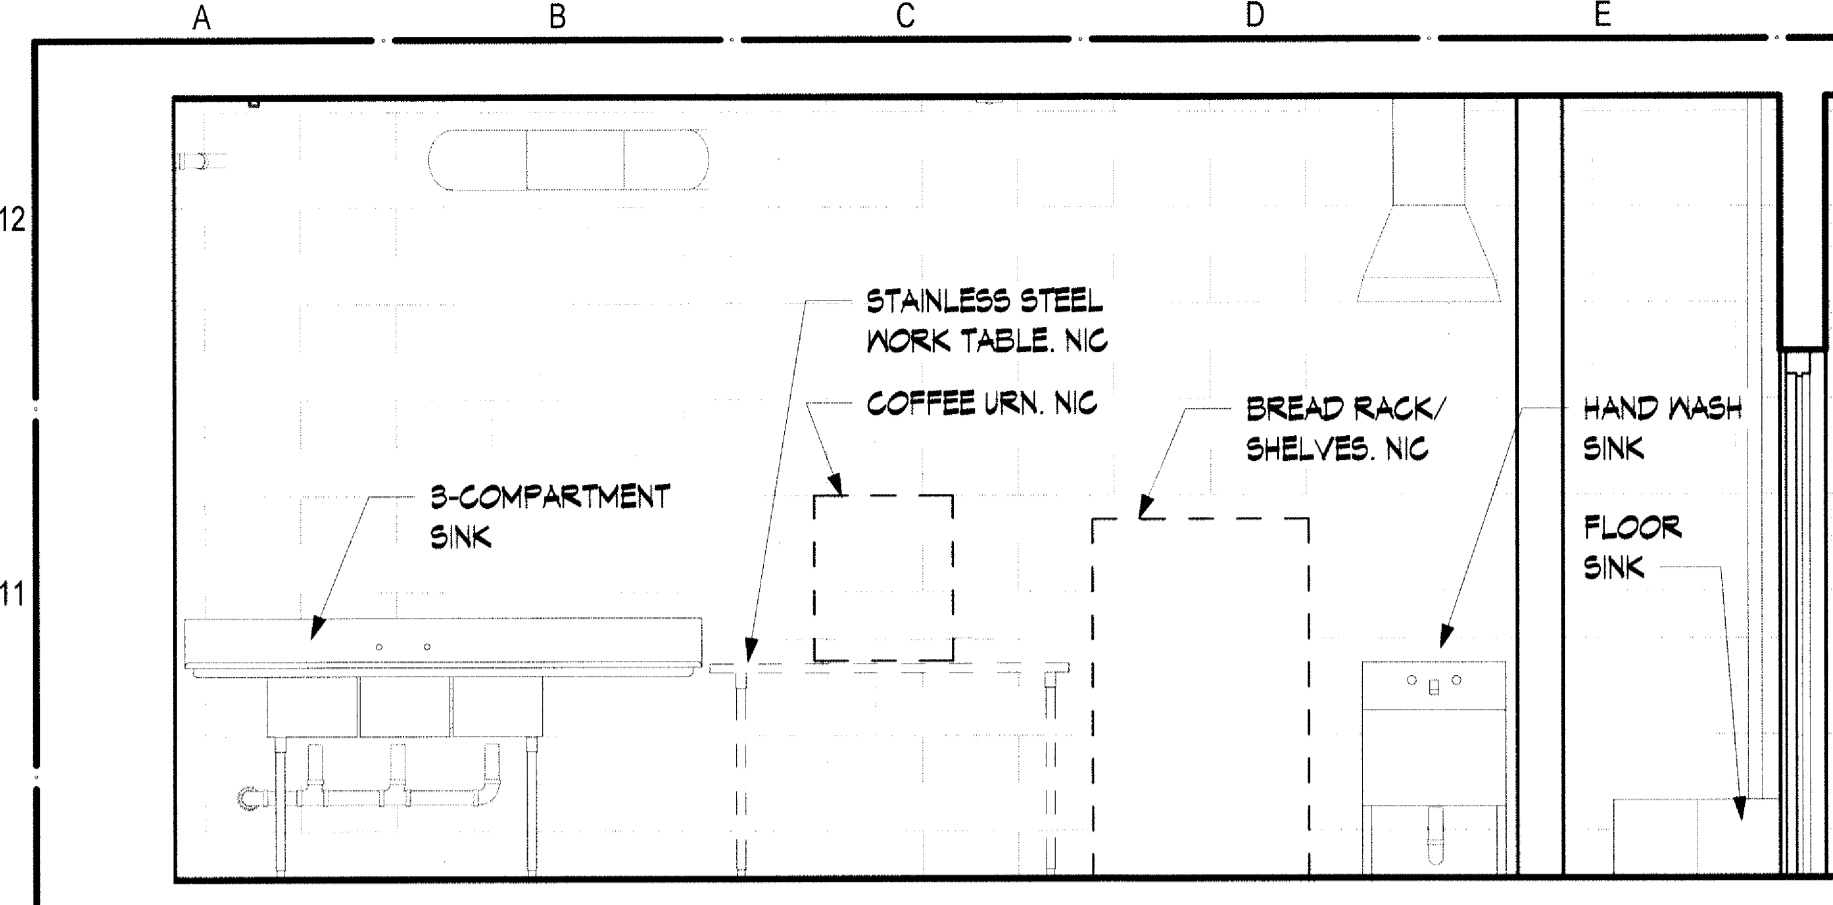 A B C D E
12
STAINLESS STEEL
WORK TABLE. NIC
COFFEE URN. NIC
BREAD RACK/
SHELVES. NIC
HAND WASH
SINK
3-COMPARTMENT
SINK
FLOOR
SINK
11